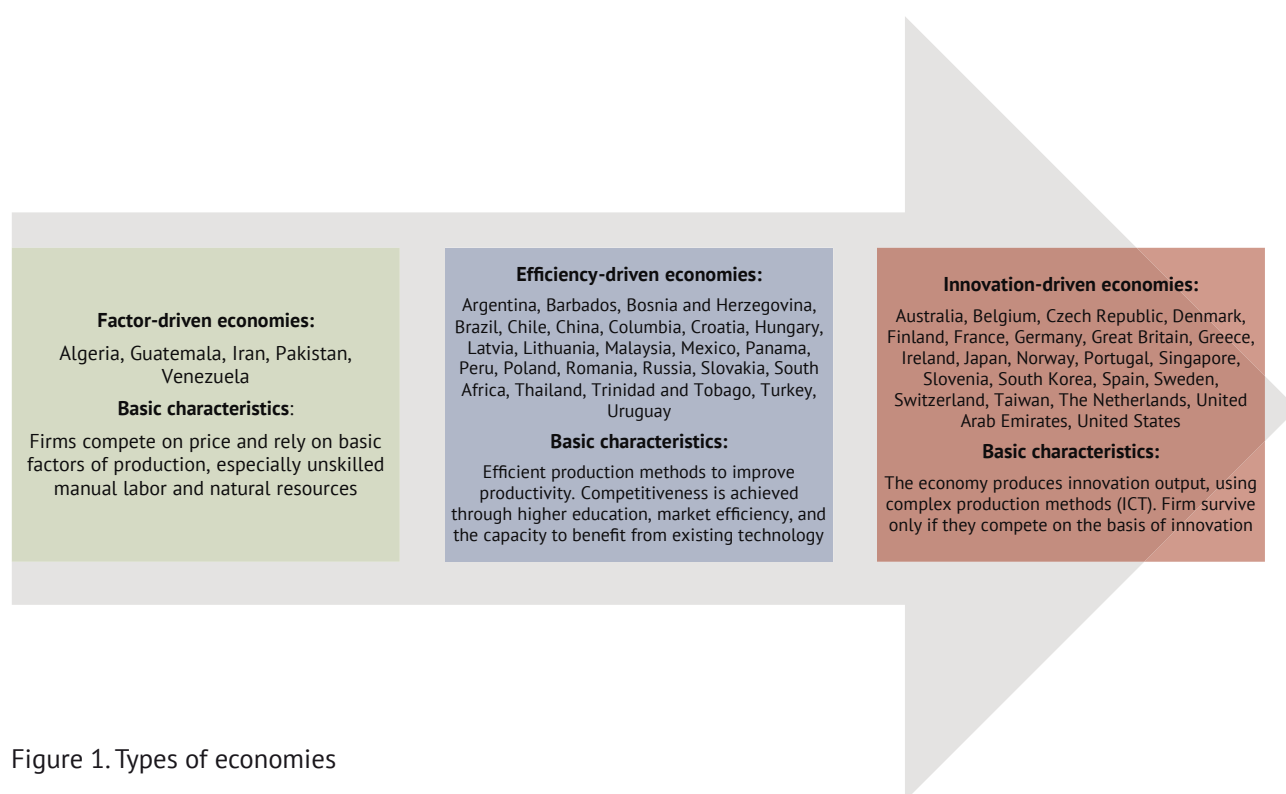 Factor-driven economies:
Algeria, Guatemala, Iran, Pakistan,
Venezuela
Basic characteristics:
Firms compete on price and rely on basic
factors of production, especially unskilled
manual labor and natural resources
Efficiency-driven economies:
Argentina, Barbados, Bosnia and Herzegovina,
Brazil, Chile, China, Columbia, Croatia, Hungary,
Latvia, Lithuania, Malaysia, Mexico, Panama,
Peru, Poland, Romania, Russia, Slovakia, South
Africa, Thailand, Trinidad and Tobago, Turkey,
Uruguay
Basic characteristics:
Efficient production methods to improve
productivity. Competitiveness is achieved
through higher education, market efficiency, and
the capacity to benefit from existing technology
Innovation-driven economies:
Australia, Belgium, Czech Republic, Denmark,
Finland, France, Germany, Great Britain, Greece,
Ireland, Japan, Norway, Portugal, Singapore,
Slovenia, South Korea, Spain, Sweden,
Switzerland, Taiwan, The Netherlands, United
Arab Emirates, United States
Basic characteristics:
The economy produces innovation output, using
complex production methods (ICT). Firm survive
only if they compete on the basis of innovation
Figure 1. Types of economies